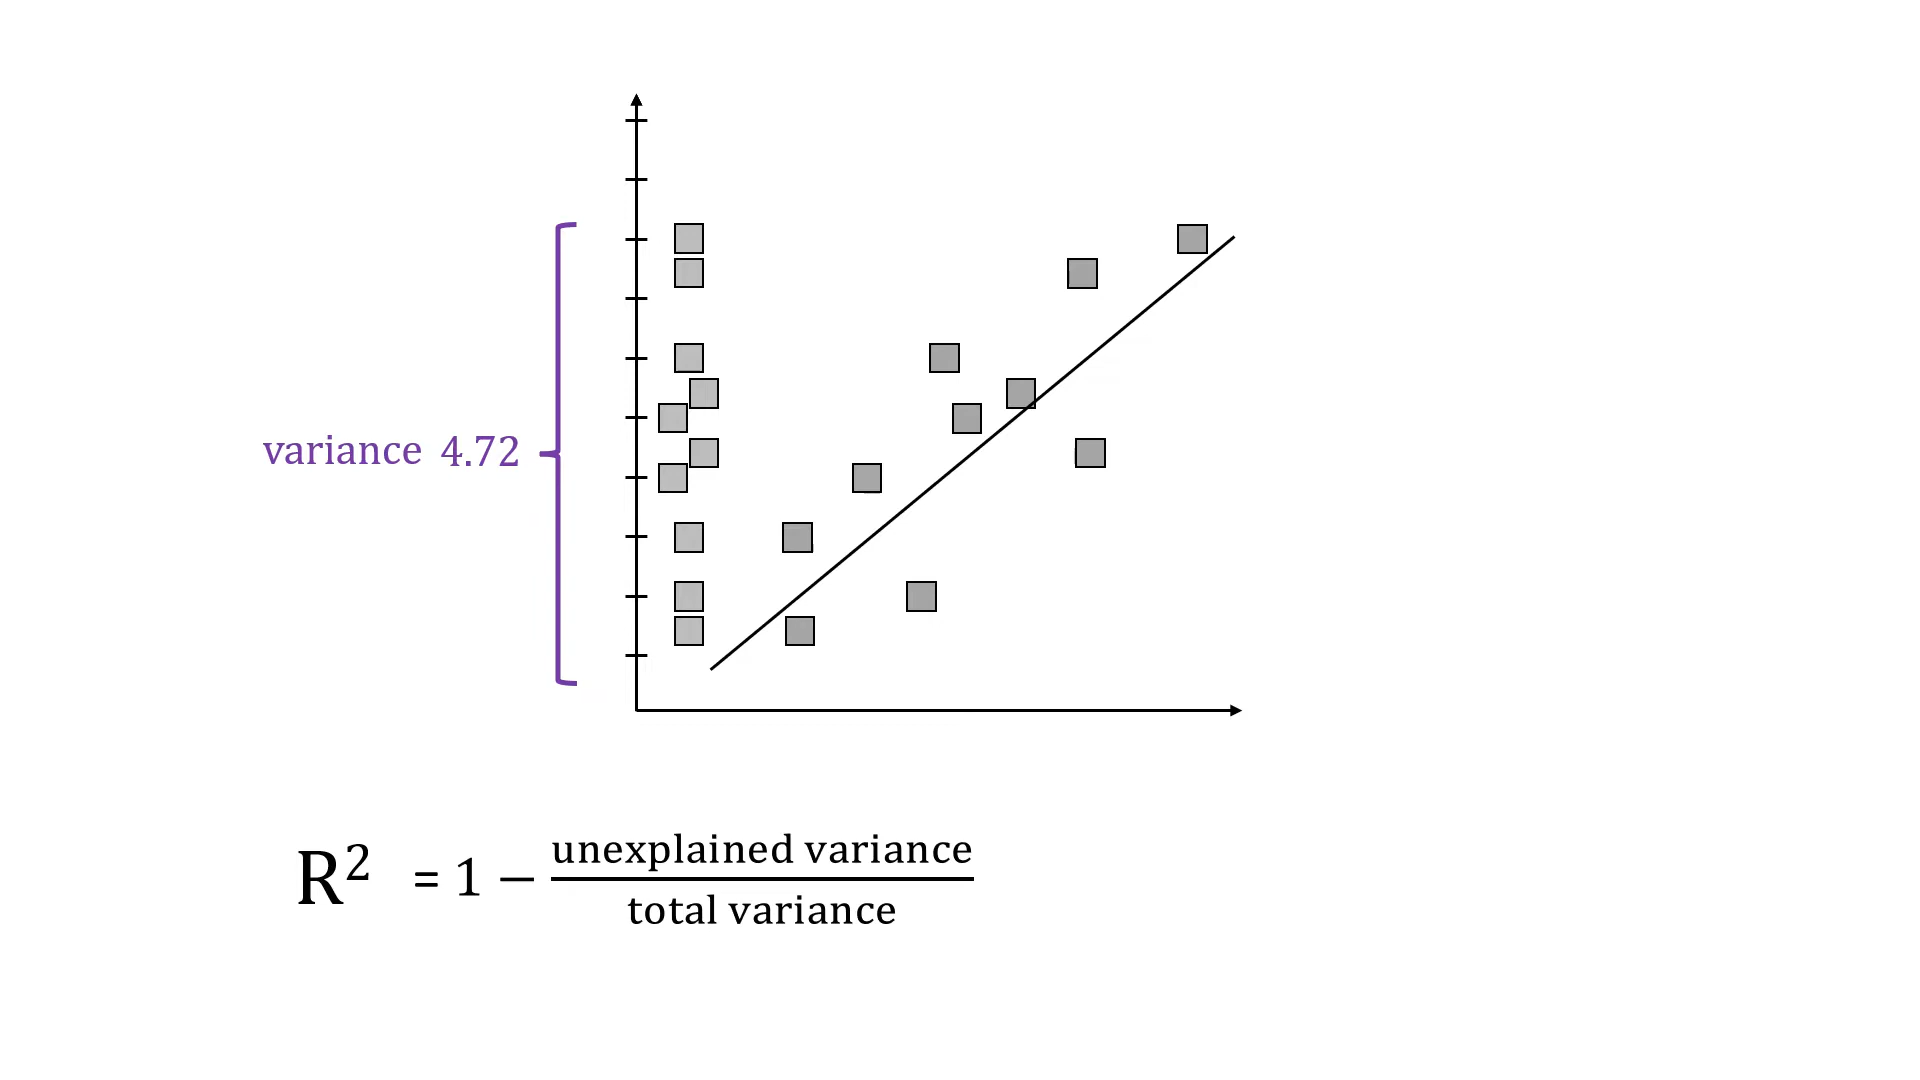 variance 4.72
R² = 1 − unexplained variance
total variance